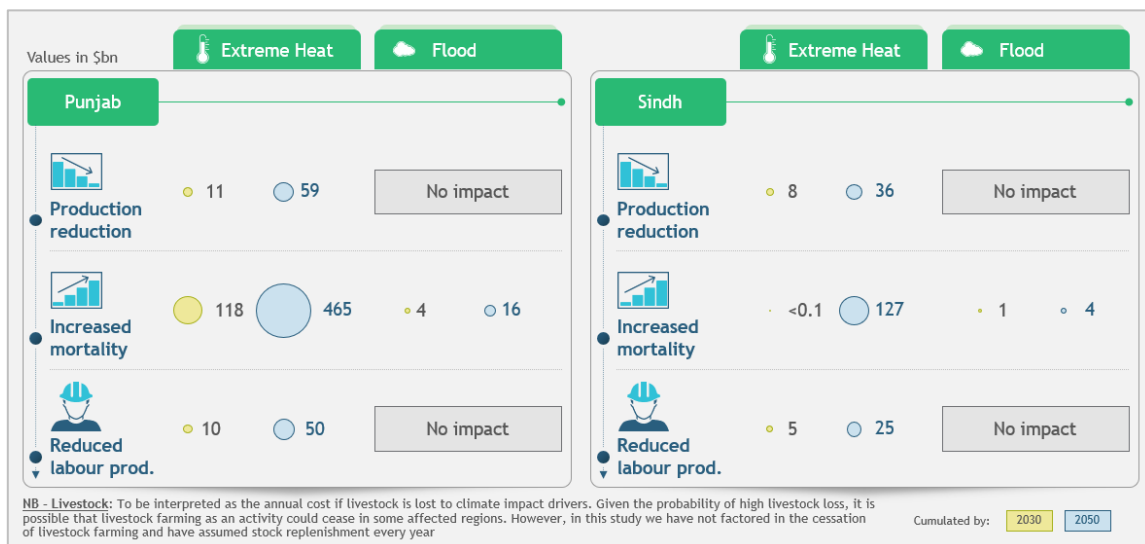 Values in $bn
Extreme Heat
Flood
Extreme Heat
Flood
Punjab
Production
reduction
11
59
No impact
Increased
mortality
118
465
4
16
Reduced
labour prod.
10
50
No impact
Sindh
Production
reduction
8
36
No impact
Increased
mortality
<0.1
127
1
4
Reduced
labour prod.
5
25
No impact
NB - Livestock: To be interpreted as the annual cost if livestock is lost to climate impact drivers. Given the probability of high livestock loss, it is
possible that livestock farming as an activity could cease in some affected regions. However, in this study we have not factored in the cessation
of livestock farming and have assumed stock replenishment every year
Cumulated by:
2030
2050